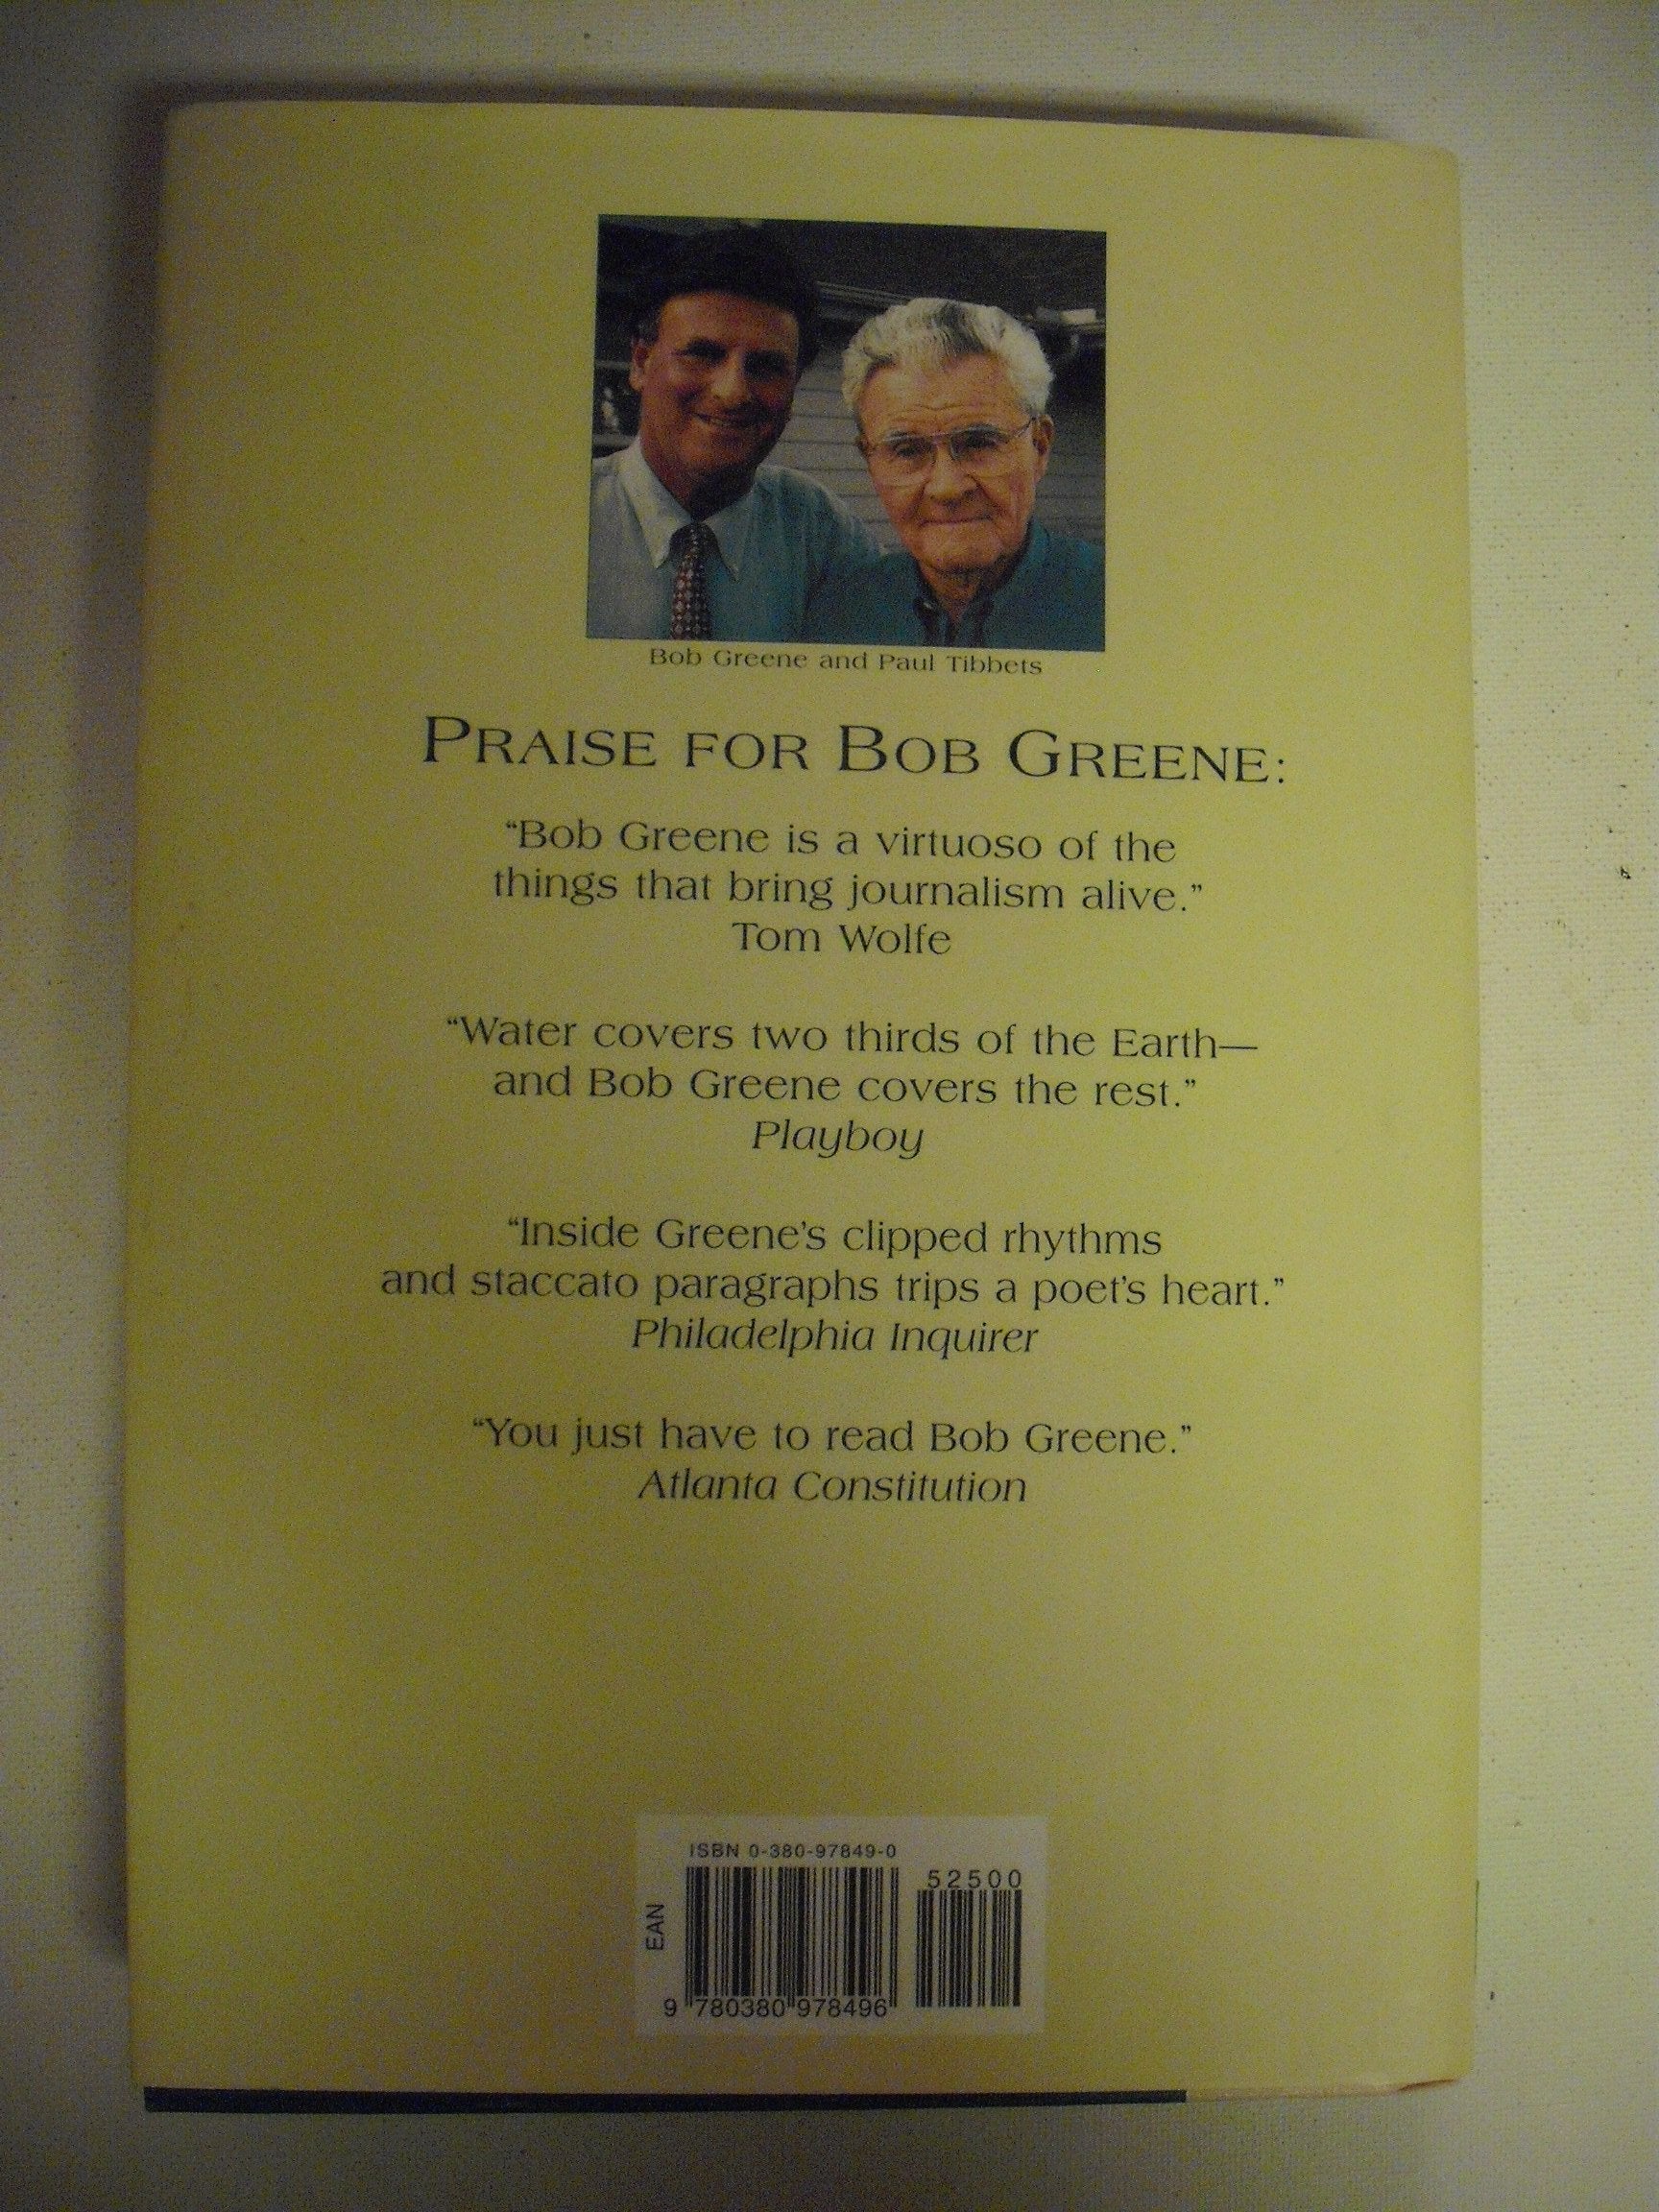 Bob Greene and Paul Tibbets
PRAISE FOR BOB GREENE:
“Bob Greene is a virtuoso of the
things that bring journalism alive.”
Tom Wolfe
“Water covers two thirds of the Earth—
and Bob Greene covers the rest.”
Playboy
“Inside Greene’s clipped rhythms
and staccato paragraphs trips a poet’s heart.”
Philadelphia Inquirer
“You just have to read Bob Greene.”
Atlanta Constitution
ISBN 0-380-97849-0
52500
EAN
9 780380 978496